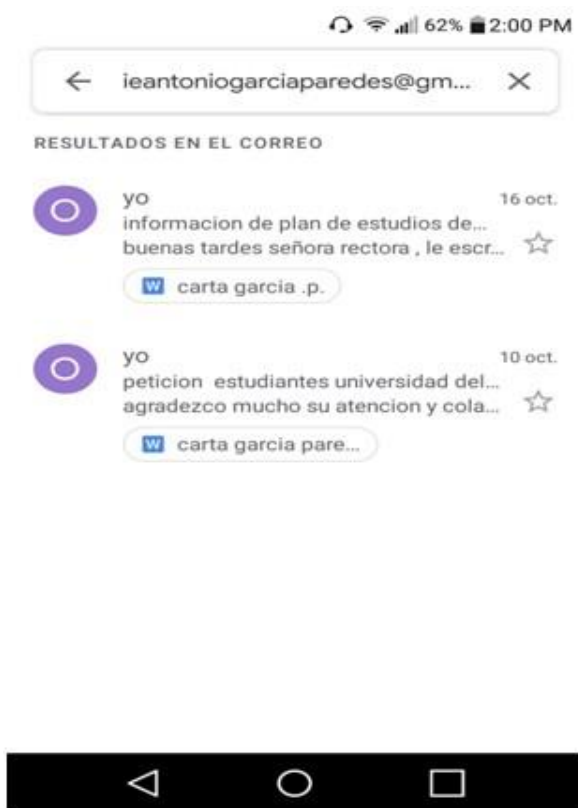 62% 2:00 PM
ieantoniogarciaparedes@gm...
RESULTADOS EN EL CORREO
O
yo 16 oct.
informacion de plan de estudios de...
buenas tardes señora rectora , le escr...
W carta garcia .p.
O
yo 10 oct.
peticion estudiantes universidad del...
agradezco mucho su atencion y cola...
W carta garcia pare...